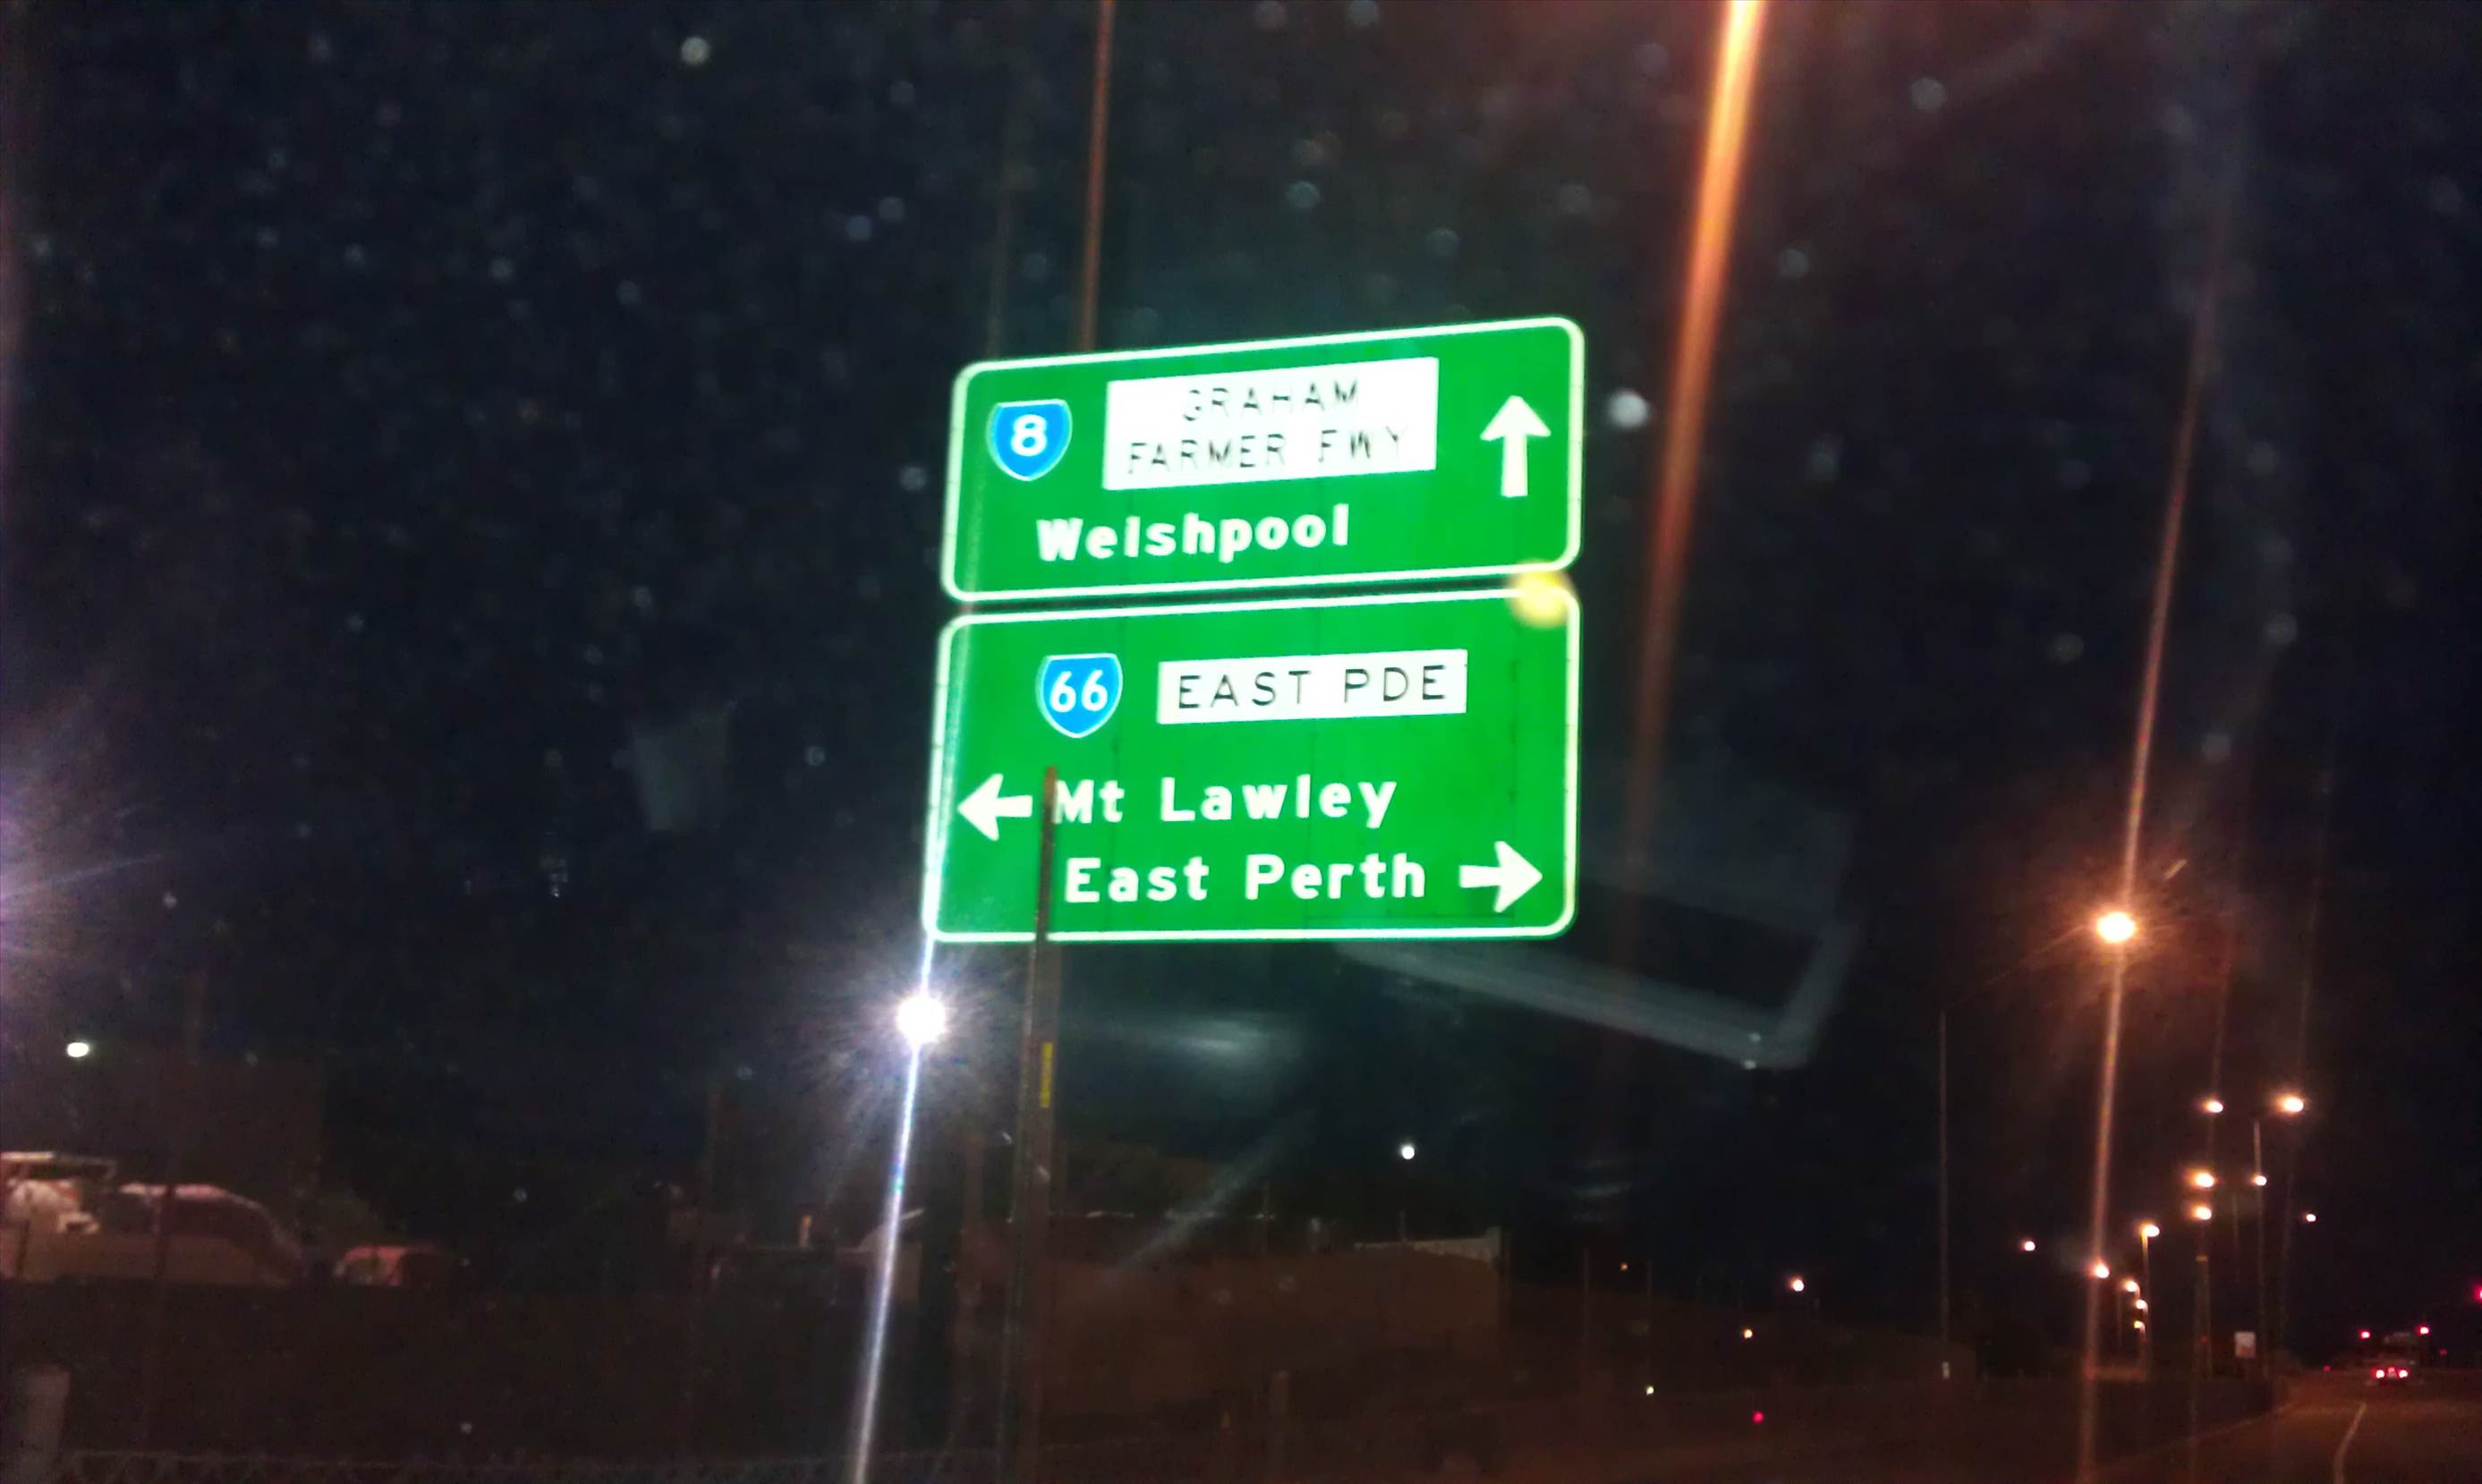 8
GRAHAM
FARMER FWY
Welshpool
66 EAST PDE
Mt Lawley
East Perth